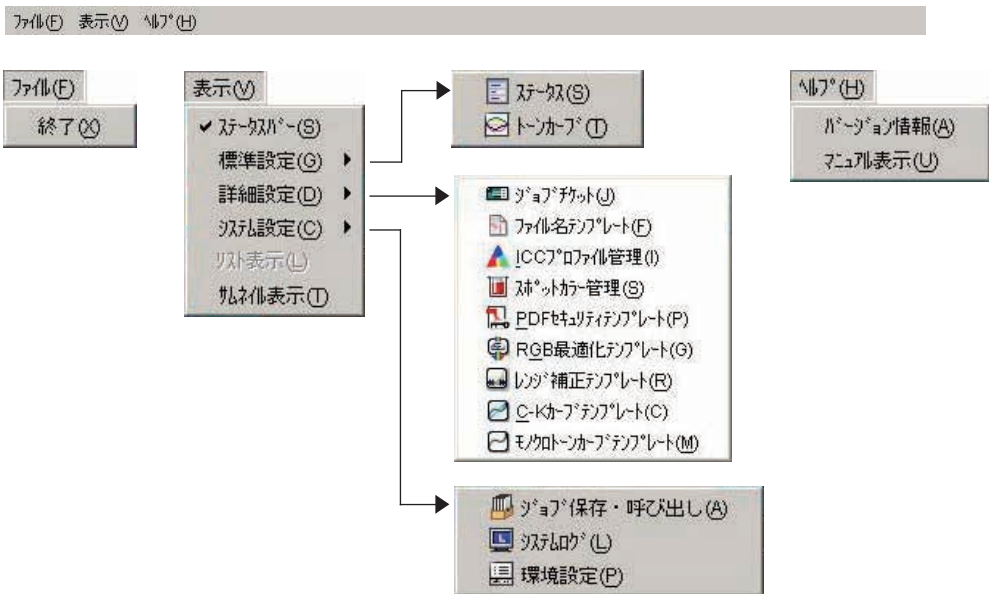 ﾌｧｲﾙ(F) 表示(V) ﾍﾙﾌﾟ(H)
ﾌｧｲﾙ(F)
終了(X)
表示(V)
✔ ｽﾃｰﾀｽﾊﾞｰ(S)
標準設定(G)
詳細設定(D)
ｼｽﾃﾑ設定(C)
ﾘｽﾄ表示(L)
ｻﾑﾈｲﾙ表示(T)
ｽﾃｰﾀｽ(S)
ﾄｰﾝｶｰﾌﾞ(T)
ｼﾞｮﾌﾞﾁｹｯﾄ(J)
ﾌｧｲﾙ名ﾃﾝﾌﾟﾚｰﾄ(F)
ICCﾌﾟﾛﾌｧｲﾙ管理(I)
ｽﾎﾟｯﾄｶﾗｰ管理(S)
PDFｾｷｭﾘﾃｨﾃﾝﾌﾟﾚｰﾄ(P)
RGB最適化ﾃﾝﾌﾟﾚｰﾄ(G)
ﾚﾝｼﾞ補正ﾃﾝﾌﾟﾚｰﾄ(R)
C-Kｶｰﾌﾞﾃﾝﾌﾟﾚｰﾄ(C)
ﾓﾉｸﾛﾄｰﾝｶｰﾌﾞﾃﾝﾌﾟﾚｰﾄ(M)
ｼﾞｮﾌﾞ保存・呼び出し(A)
ｼｽﾃﾑﾛｸﾞ(L)
環境設定(P)
ﾍﾙﾌﾟ(H)
ﾊﾞｰｼﾞｮﾝ情報(A)
ﾏﾆｭｱﾙ表示(U)